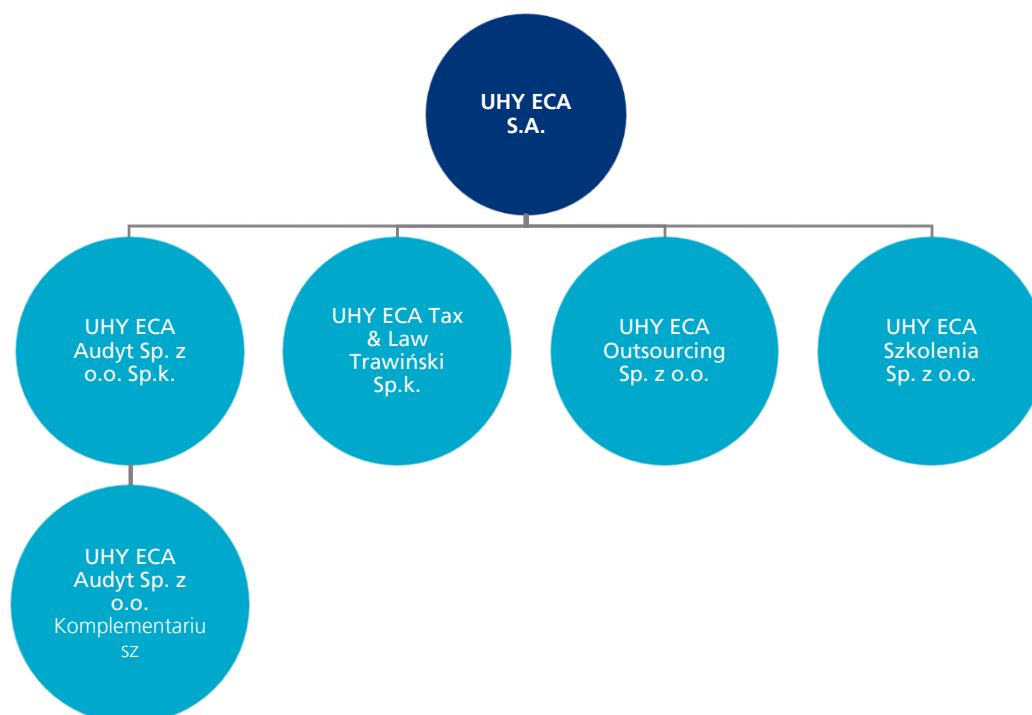 UHY ECA
S.A.
UHY ECA
Audyt Sp. z
o.o. Sp.k.
UHY ECA Tax
& Law
Trawiński
Sp.k.
UHY ECA
Outsourcing
Sp. z o.o.
UHY ECA
Szkolenia
Sp. z o.o.
UHY ECA
Audyt Sp. z
o.o.
Komplementariu
sz